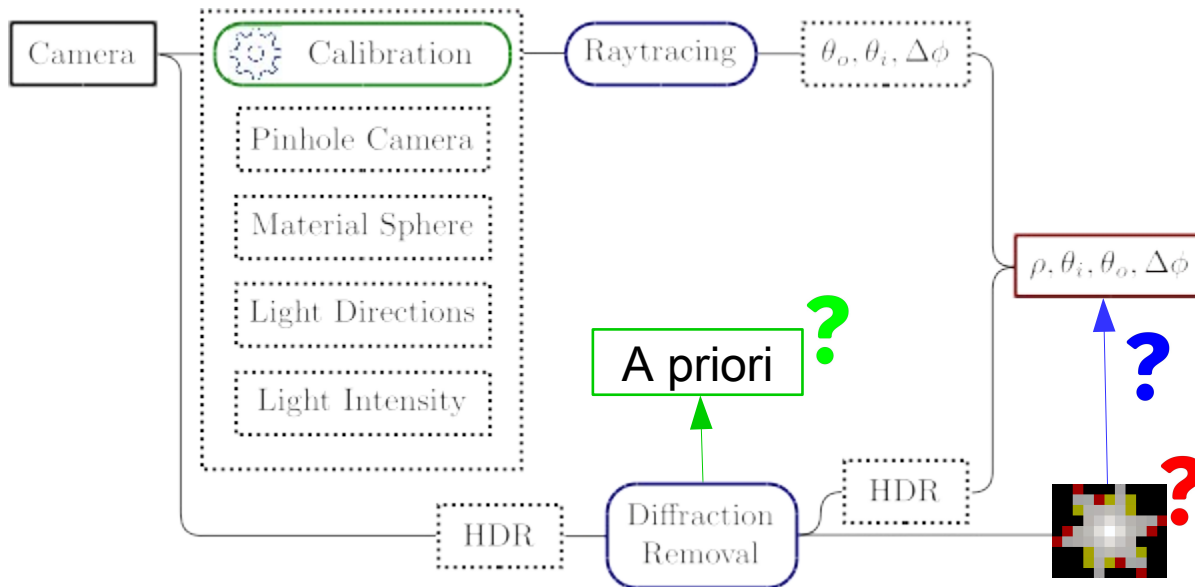 Camera
Calibration
Raytracing
θₒ, θᵢ, Δϕ
Pinhole Camera
Material Sphere
Light Directions
Light Intensity
ρ, θᵢ, θₒ, Δϕ
?
A priori
?
HDR
Diffraction
Removal
HDR
?